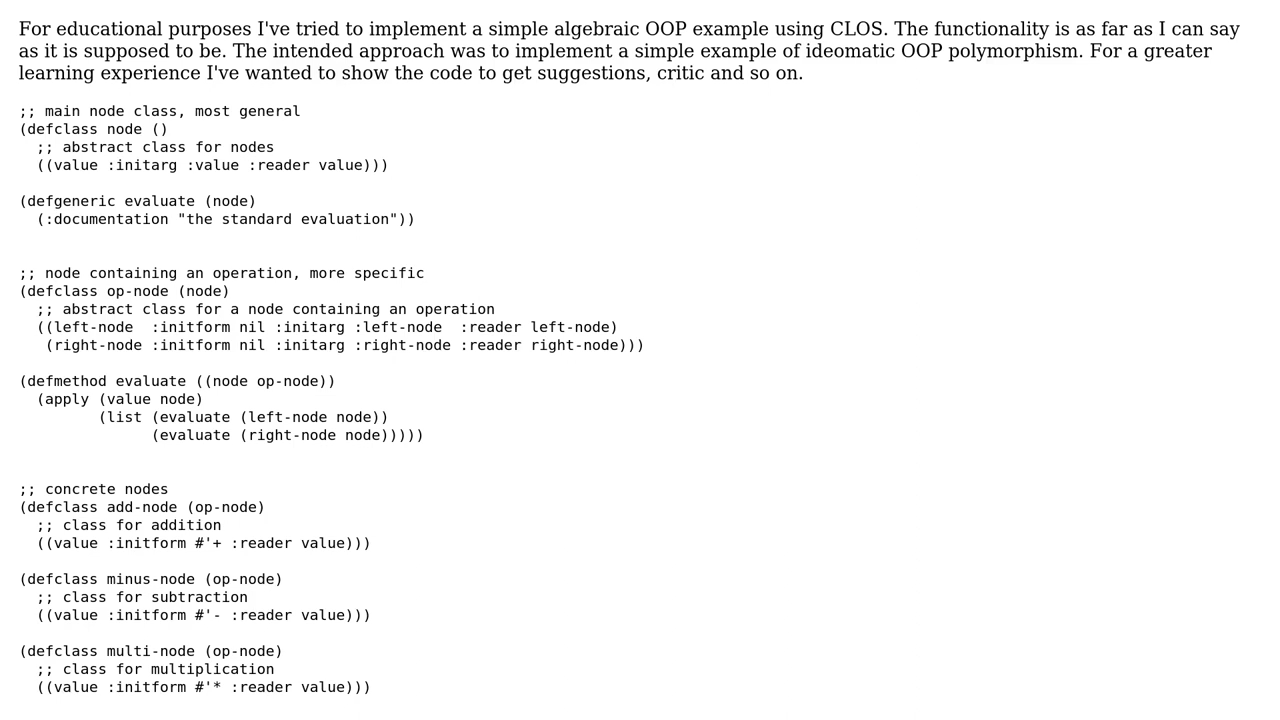 For educational purposes I've tried to implement a simple algebraic OOP example using CLOS. The functionality is as far as I can say
as it is supposed to be. The intended approach was to implement a simple example of ideomatic OOP polymorphism. For a greater
learning experience I've wanted to show the code to get suggestions, critic and so on.
;; main node class, most general
(defclass node ()
  ;; abstract class for nodes
  ((value :initarg :value :reader value)))
(defgeneric evaluate (node)
  (:documentation "the standard evaluation"))
;; node containing an operation, more specific
(defclass op-node (node)
  ;; abstract class for a node containing an operation
  ((left-node  :initform nil :initarg :left-node  :reader left-node)
   (right-node :initform nil :initarg :right-node :reader right-node)))
(defmethod evaluate ((node op-node))
  (apply (value node)
         (list (evaluate (left-node node))
               (evaluate (right-node node)))))
;; concrete nodes
(defclass add-node (op-node)
  ;; class for addition
  ((value :initform #'+ :reader value)))
(defclass minus-node (op-node)
  ;; class for subtraction
  ((value :initform #'- :reader value)))
(defclass multi-node (op-node)
  ;; class for multiplication
  ((value :initform #'* :reader value)))